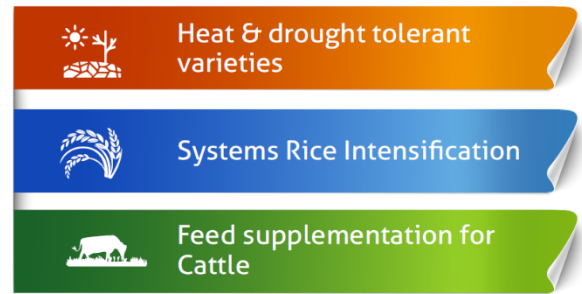 Heat & drought tolerant
varieties
Systems Rice Intensification
Feed supplementation for
Cattle